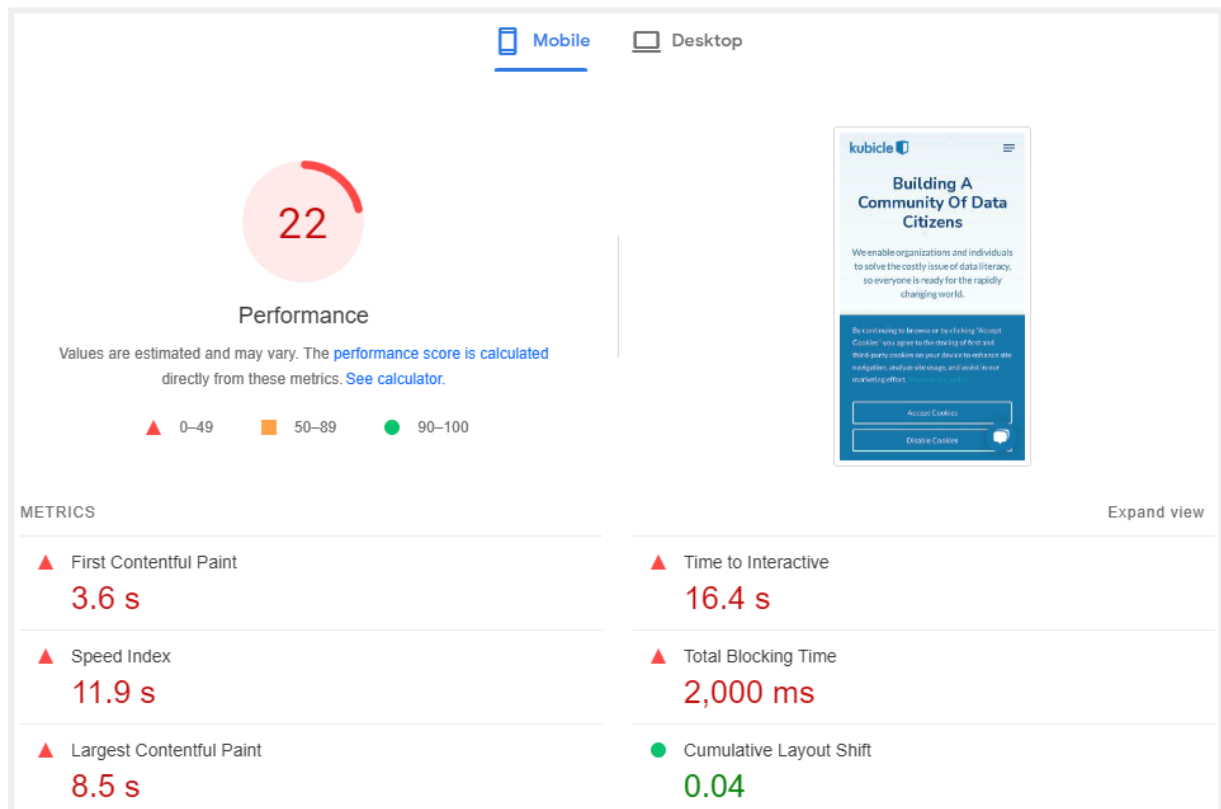 Mobile
Desktop
22
Performance
Values are estimated and may vary. The performance score is calculated
directly from these metrics. See calculator.
0–49
50–89
90–100
kubicle
Building A
Community Of Data
Citizens
We enable organizations and individuals
to solve the costly issue of data literacy,
so everyone is ready for the rapidly
changing world.
By continuing to browse or by clicking "Accept
Cookies" you agree to the storing of first and
third-party cookies on your device to enhance site
navigation, analyze site usage, and assist in our
marketing effort. View cookie policy
Accept Cookies
Disable Cookies
METRICS
Expand view
First Contentful Paint
3.6 s
Time to Interactive
16.4 s
Speed Index
11.9 s
Total Blocking Time
2,000 ms
Largest Contentful Paint
8.5 s
Cumulative Layout Shift
0.04